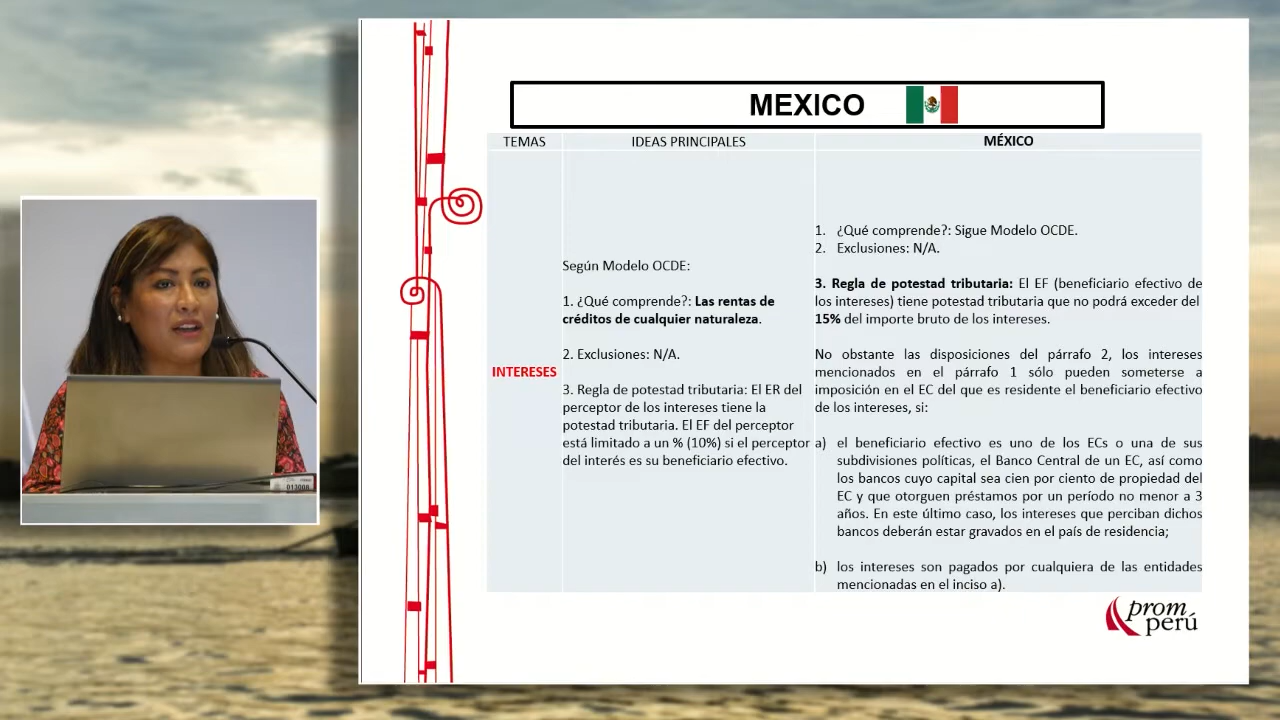 MEXICO
TEMAS
IDEAS PRINCIPALES
MÉXICO
INTERESES
Según Modelo OCDE:
1. ¿Qué comprende?: Las rentas de
créditos de cualquier naturaleza.
2. Exclusiones: N/A.
3. Regla de potestad tributaria: El ER del
perceptor de los intereses tiene la
potestad tributaria. El EF del perceptor
está limitado a un % (10%) si el perceptor
del interés es su beneficiario efectivo.
1. ¿Qué comprende?: Sigue Modelo OCDE.
2. Exclusiones: N/A.
3. Regla de potestad tributaria: El EF (beneficiario efectivo de
los intereses) tiene potestad tributaria que no podrá exceder del
15% del importe bruto de los intereses.
No obstante las disposiciones del párrafo 2, los intereses
mencionados en el párrafo 1 sólo pueden someterse a
imposición en el EC del que es residente el beneficiario efectivo
de los intereses, si:
a) el beneficiario efectivo es uno de los ECs o una de sus
subdivisiones políticas, el Banco Central de un EC, así como
los bancos cuyo capital sea cien por ciento de propiedad del
EC y que otorguen préstamos por un período no menor a 3
años. En este último caso, los intereses que perciban dichos
bancos deberán estar gravados en el país de residencia;
b) los intereses son pagados por cualquiera de las entidades
mencionadas en el inciso a).
prom
perú